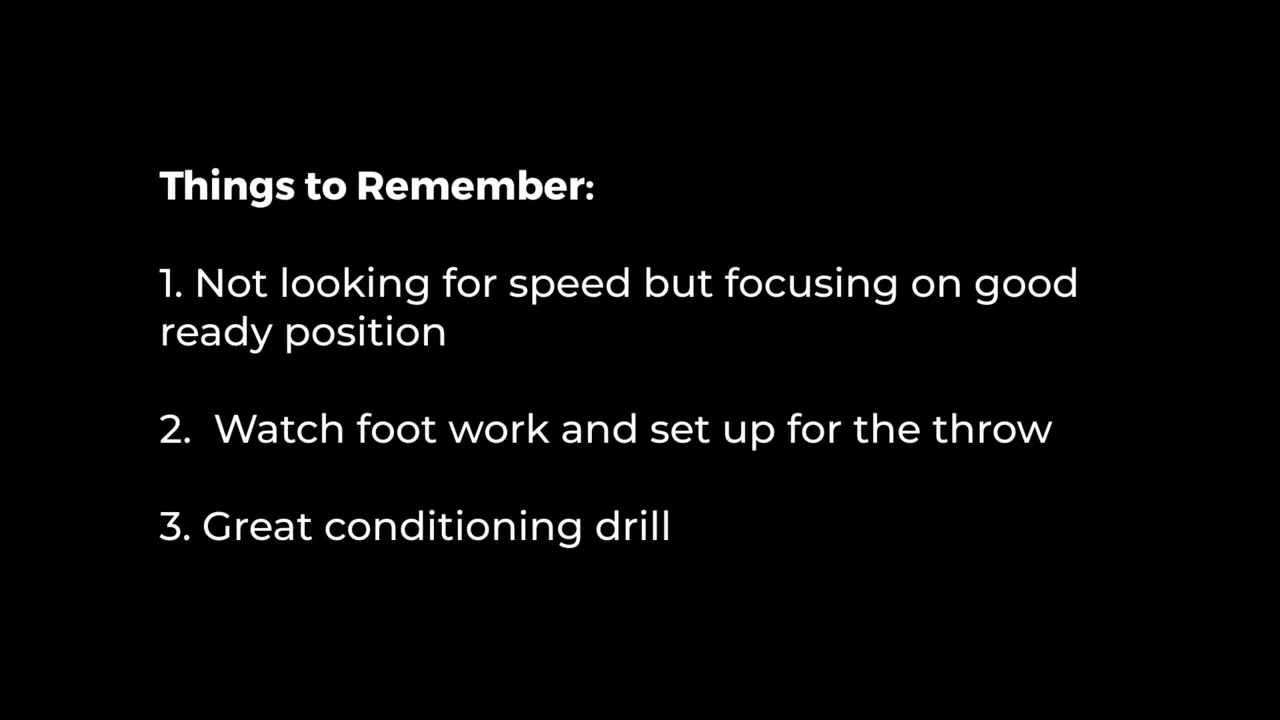 Things to Remember:
1. Not looking for speed but focusing on good
ready position
2.  Watch foot work and set up for the throw
3. Great conditioning drill